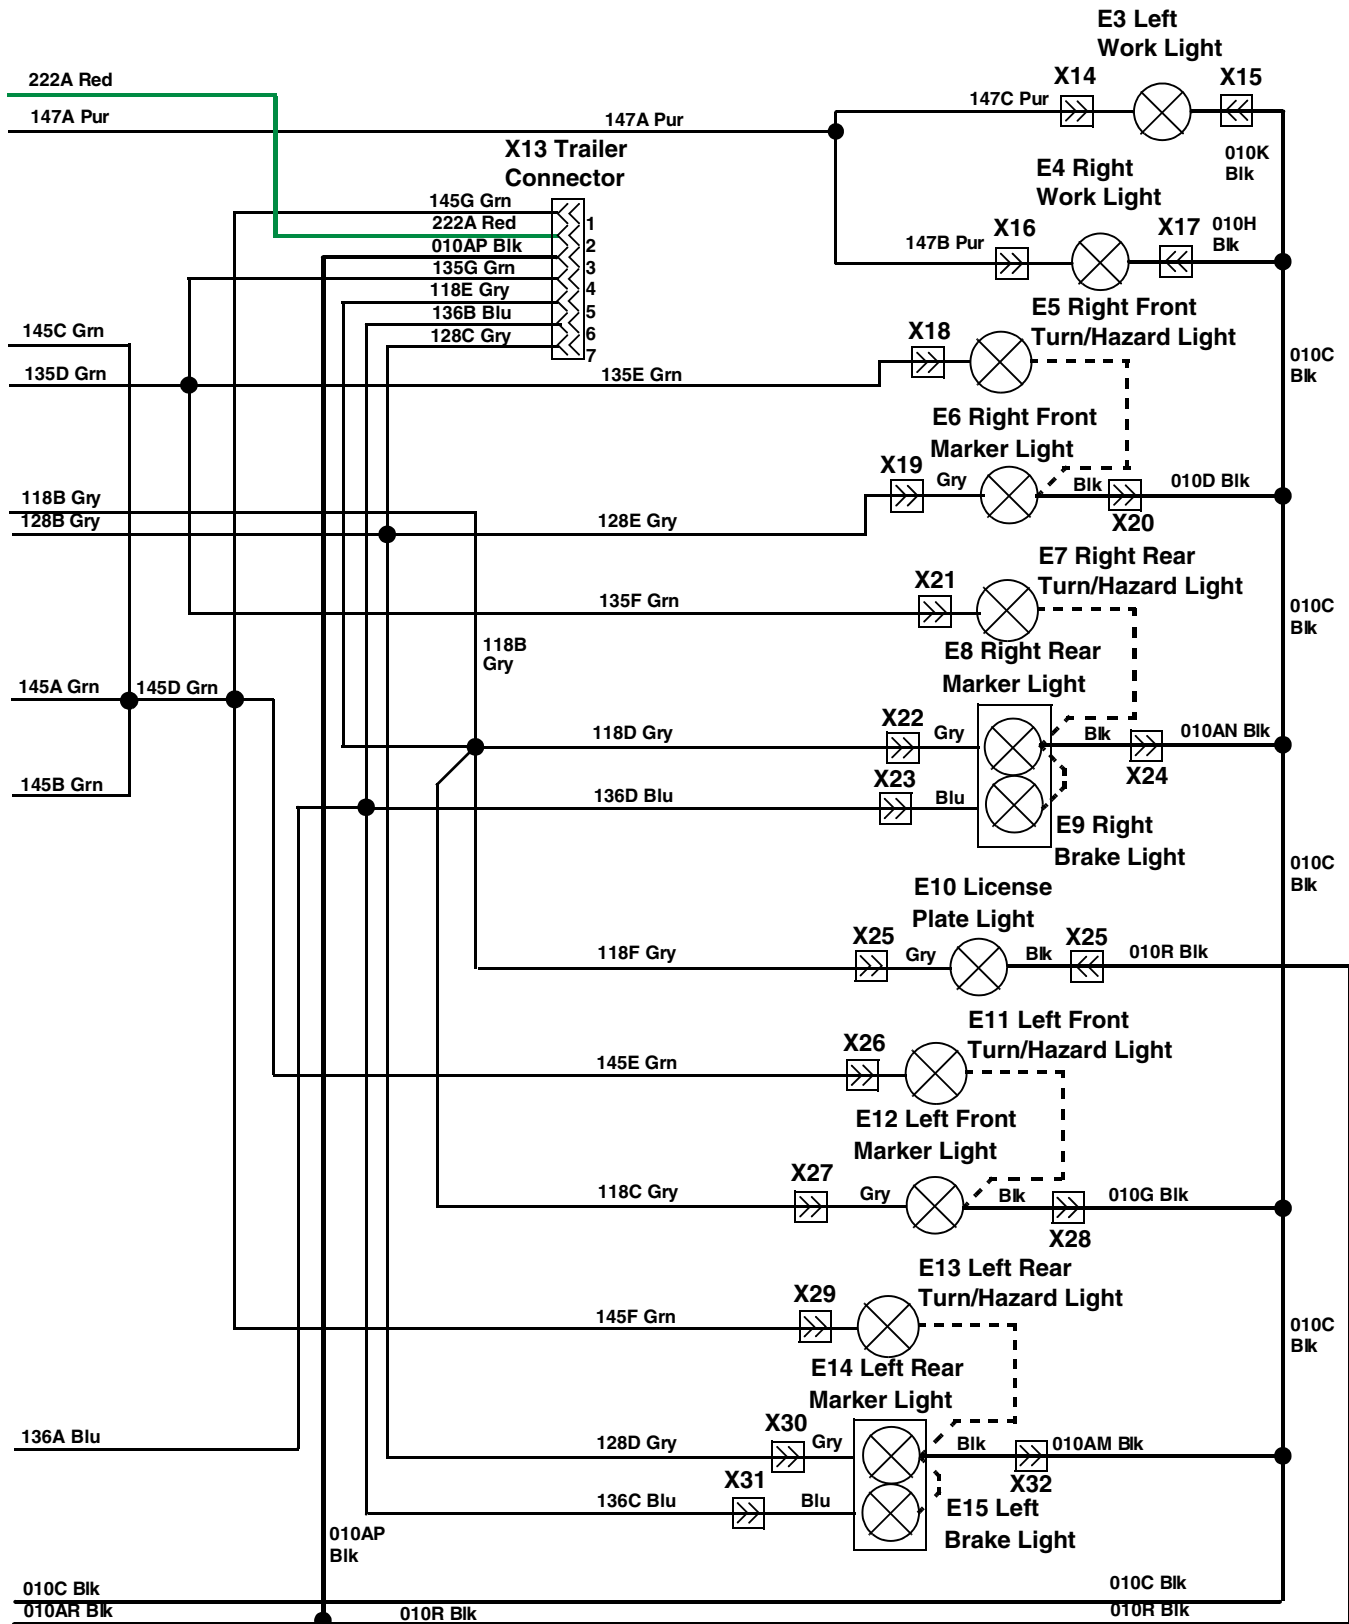 E3 Left
Work Light
222A Red
X14
X15
147C Pur
147A Pur
147A Pur
X13 Trailer
Connector
010K
Blk
E4 Right
Work Light
145G Grn
1
222A Red
2
010AP Blk
3
135G Grn
4
118E Gry
5
136B Blu
6
128C Gry
7
X16
X17
010H
Blk
147B Pur
E5 Right Front
Turn/Hazard Light
145C Grn
X18
010C
Blk
135D Grn
135E Grn
E6 Right Front
Marker Light
X19
Gry
Blk
010D Blk
X20
118B Gry
128B Gry
128E Gry
E7 Right Rear
Turn/Hazard Light
X21
135F Grn
010C
Blk
118B
Gry
E8 Right Rear
Marker Light
145A Grn
145D Grn
X22
118D Gry
Gry
Blk
010AN Blk
X24
145B Grn
X23
136D Blu
Blu
E9 Right
Brake Light
010C
Blk
E10 License
Plate Light
X25
X25
118F Gry
Gry
Blk
010R Blk
E11 Left Front
Turn/Hazard Light
X26
145E Grn
E12 Left Front
Marker Light
X27
118C Gry
Gry
Blk
010G Blk
X28
E13 Left Rear
Turn/Hazard Light
X29
145F Grn
010C
Blk
E14 Left Rear
Marker Light
136A Blu
X30
128D Gry
Gry
Blk
010AM Blk
X32
X31
136C Blu
Blu
E15 Left
Brake Light
010AP
Blk
010C Blk
010C Blk
010AR Blk
010R Blk
010R Blk